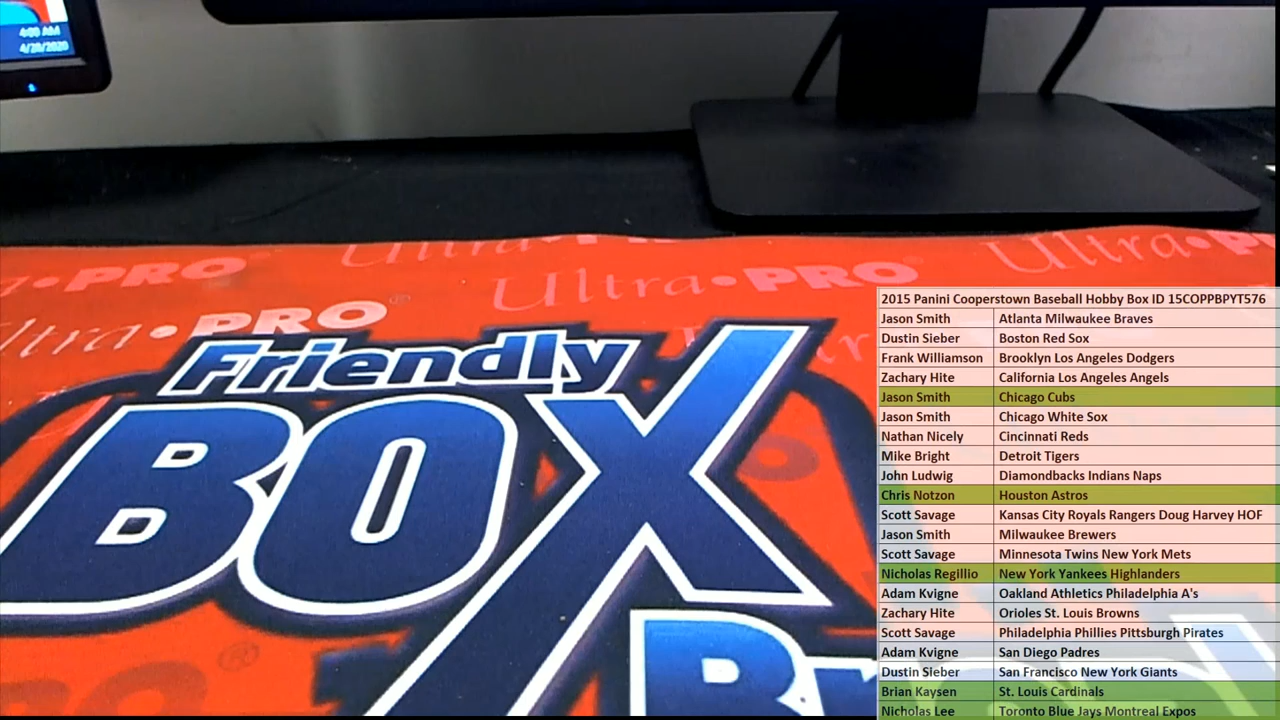 4:00 AM
4/28/2020
Ultra
Ultra•PRO
Ultra•PRO
Ultra•PRO
Ultra•PRO®
Friendly
BOX
Br
2015 Panini Cooperstown Baseball Hobby Box ID 15COPPBPYT576
Jason Smith Atlanta Milwaukee Braves
Dustin Sieber Boston Red Sox
Frank Williamson Brooklyn Los Angeles Dodgers
Zachary Hite California Los Angeles Angels
Jason Smith Chicago Cubs
Jason Smith Chicago White Sox
Nathan Nicely Cincinnati Reds
Mike Bright Detroit Tigers
John Ludwig Diamondbacks Indians Naps
Chris Notzon Houston Astros
Scott Savage Kansas City Royals Rangers Doug Harvey HOF
Jason Smith Milwaukee Brewers
Scott Savage Minnesota Twins New York Mets
Nicholas Regillio New York Yankees Highlanders
Adam Kvigne Oakland Athletics Philadelphia A's
Zachary Hite Orioles St. Louis Browns
Scott Savage Philadelphia Phillies Pittsburgh Pirates
Adam Kvigne San Diego Padres
Dustin Sieber San Francisco New York Giants
Brian Kaysen St. Louis Cardinals
Nicholas Lee Toronto Blue Jays Montreal Expos